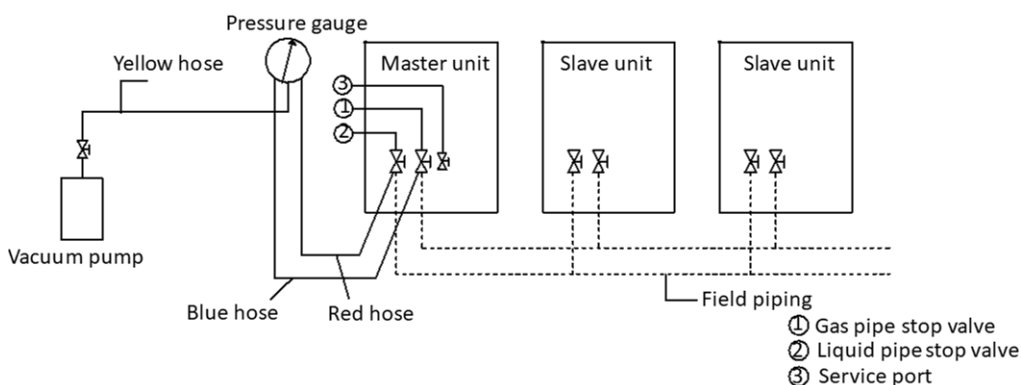 Pressure gauge
Yellow hose
Master unit
Slave unit
Slave unit
③
①
②
Vacuum pump
Blue hose
Red hose
Field piping
① Gas pipe stop valve
② Liquid pipe stop valve
③ Service port